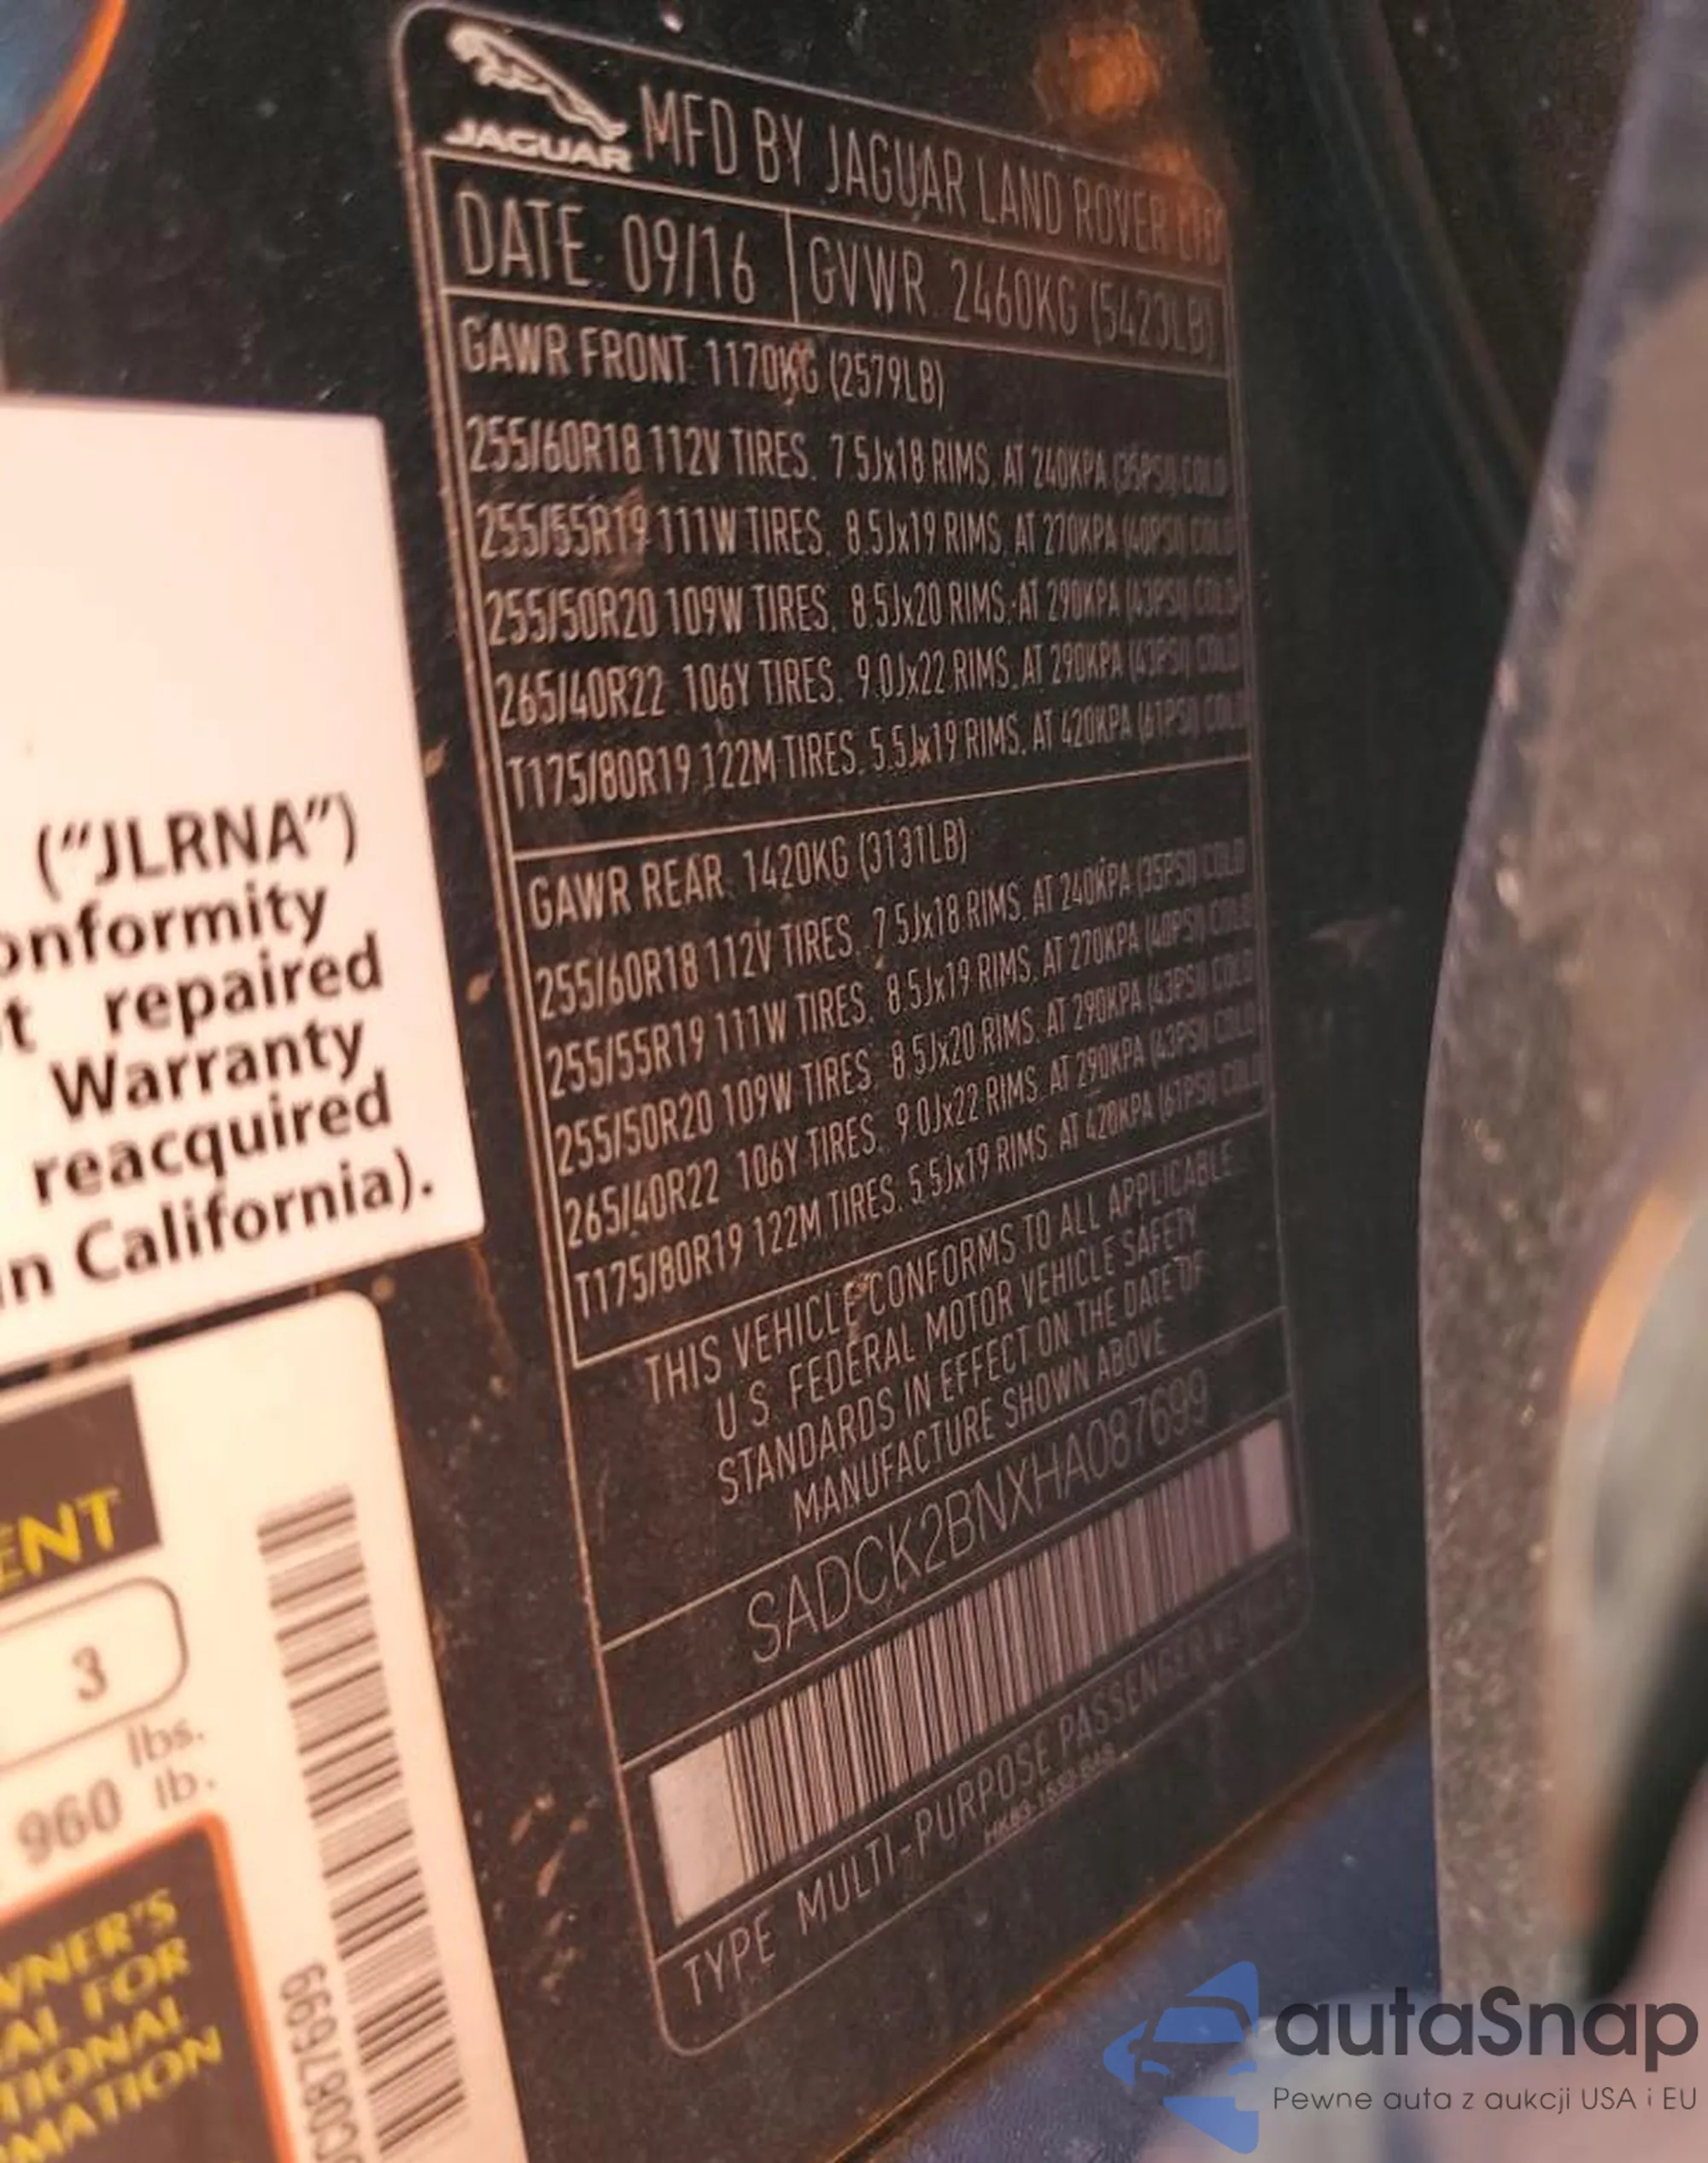 JAGUAR
MFD BY JAGUAR LAND ROVER LTD
DATE: 09/16
GVWR: 2460KG (5423LB)
GAWR FRONT: 1170KG (2579LB)
255/60R18 112V TIRES, 7.5Jx18 RIMS, AT 240KPA (35PSI) COLD
255/55R19 111W TIRES, 8.5Jx19 RIMS, AT 270KPA (40PSI) COLD
255/50R20 109W TIRES, 8.5Jx20 RIMS, AT 290KPA (43PSI) COLD
265/40R22 106Y TIRES, 9.0Jx22 RIMS, AT 290KPA (43PSI) COLD
T175/80R19 122M TIRES, 5.5Jx19 RIMS, AT 420KPA (61PSI) COLD
GAWR REAR: 1420KG (3131LB)
255/60R18 112V TIRES, 7.5Jx18 RIMS, AT 240KPA (35PSI) COLD
255/55R19 111W TIRES, 8.5Jx19 RIMS, AT 270KPA (40PSI) COLD
255/50R20 109W TIRES, 8.5Jx20 RIMS, AT 290KPA (43PSI) COLD
265/40R22 106Y TIRES, 9.0Jx22 RIMS, AT 290KPA (43PSI) COLD
T175/80R19 122M TIRES, 5.5Jx19 RIMS, AT 420KPA (61PSI) COLD
THIS VEHICLE CONFORMS TO ALL APPLICABLE
U.S. FEDERAL MOTOR VEHICLE SAFETY
STANDARDS IN EFFECT ON THE DATE OF
MANUFACTURE SHOWN ABOVE
SADCK2BNXHA087699
TYPE MULTI-PURPOSE PASSENGER
("JLRNA")
onformity
t repaired
Warranty
reacquired
in California).
ENT
3
lbs.
960 lb.
WNER'S
AL FOR
TIONAL
MATION
087699
autaSnap
Pewne auta z aukcji USA i EU